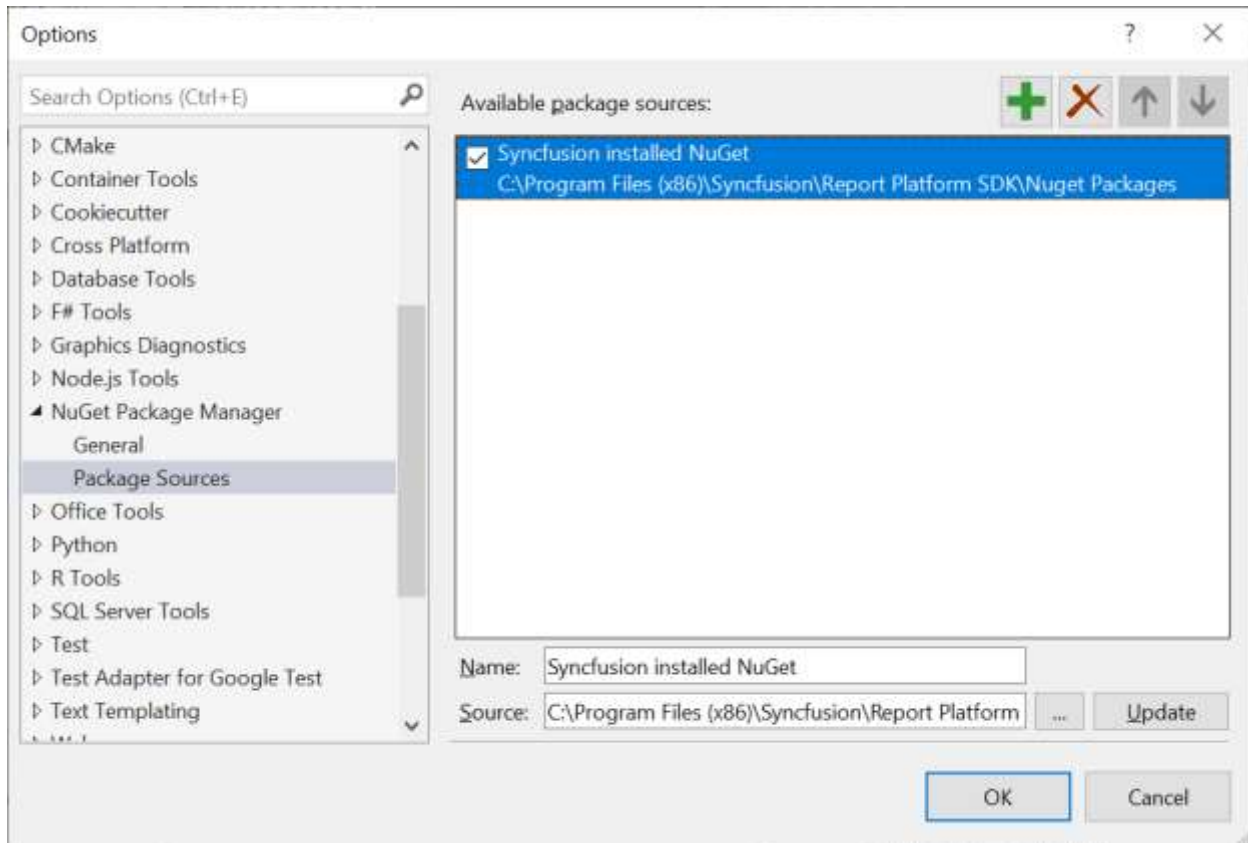 Options
?
Search Options (Ctrl+E)
CMake
Container Tools
Cookiecutter
Cross Platform
Database Tools
F# Tools
Graphics Diagnostics
Node.js Tools
NuGet Package Manager
General
Package Sources
Office Tools
Python
R Tools
SQL Server Tools
Test
Test Adapter for Google Test
Text Templating
Available package sources:
Syncfusion installed NuGet
C:\Program Files (x86)\Syncfusion\Report Platform SDK\Nuget Packages
Name: Syncfusion installed NuGet
Source: C:\Program Files (x86)\Syncfusion\Report Platform ... Update
OK Cancel